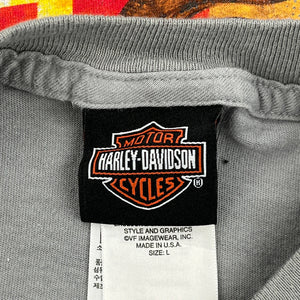 MOTOR
HARLEY-DAVIDSON
CYCLES
®
STYLE AND GRAPHICS
©VF IMAGEWEAR, INC.
MADE IN U.S.A.
SIZE: L